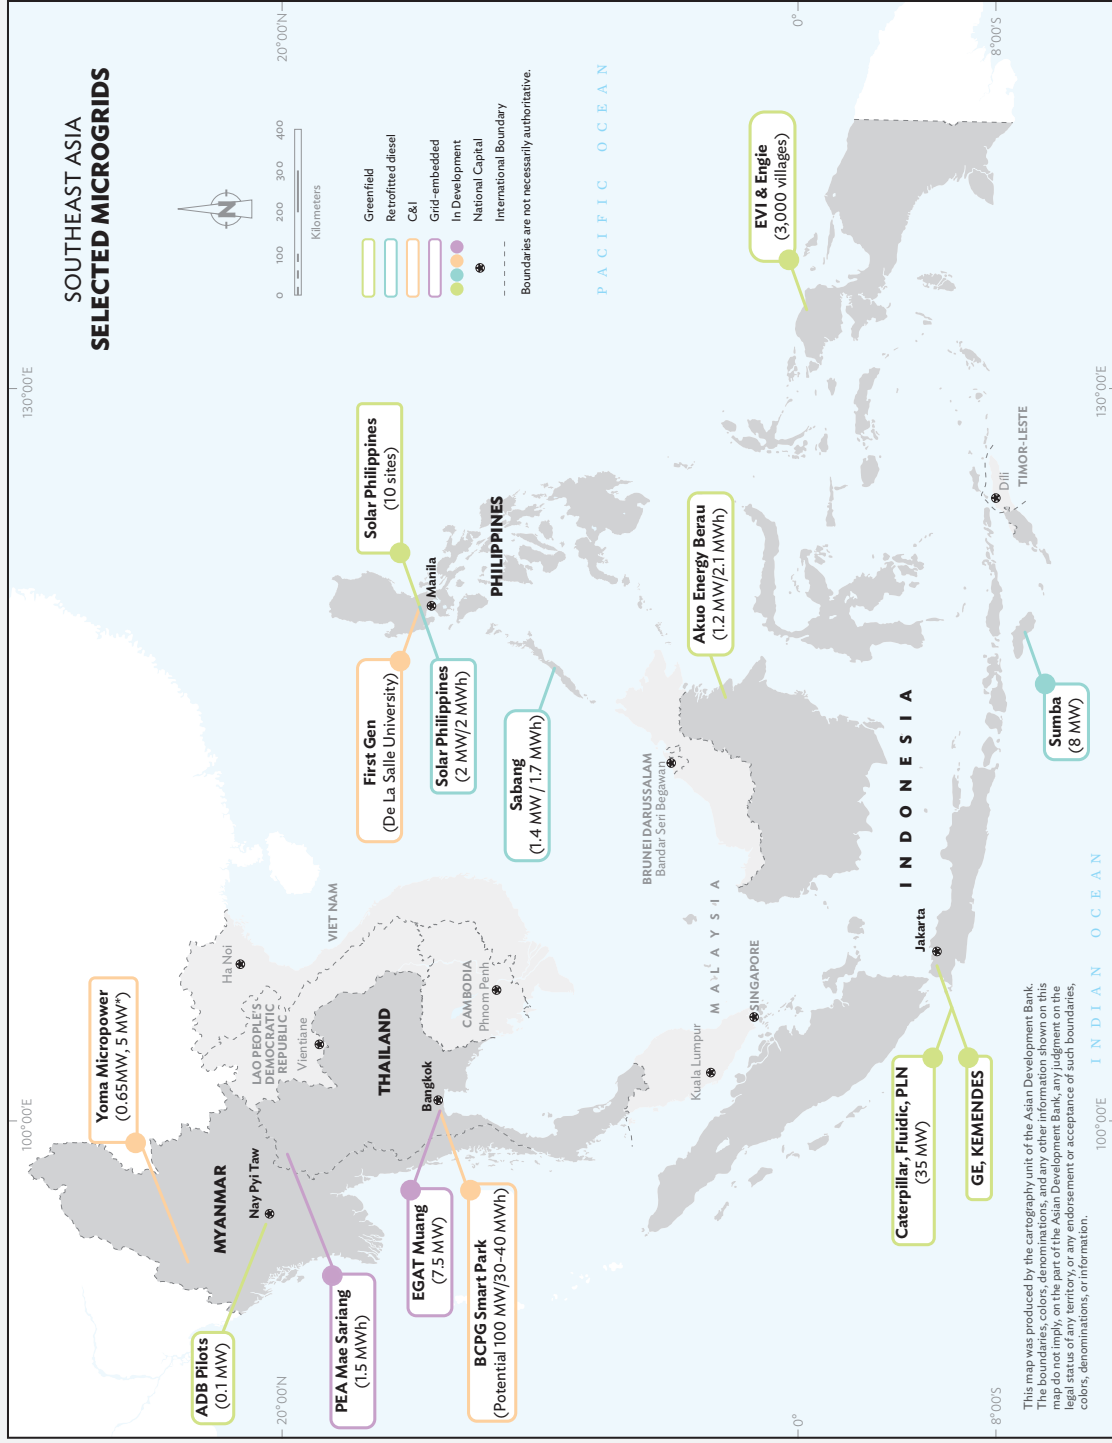 SOUTHEAST ASIA
SELECTED MICROGRIDS
130°00'E
100°00'E
20°00'N
20°00'N
0°
0°
8°00'S
8°00'S
130°00'E
100°00'E
N
0 100 200 300 400
Kilometers
Greenfield
Retrofitted diesel
C&I
Grid-embedded
In Development
National Capital
International Boundary
Boundaries are not necessarily authoritative.
PACIFIC OCEAN
INDIAN OCEAN
Yoma Micropower
(0.65MW, 5 MW*)
ADB Pilots
(0.1 MW)
MYANMAR
Nay Pyi Taw
PEA Mae Sariang
(1.5 MWh)
EGAT Muang
(7.5 MW)
BCPG Smart Park
(Potential 100 MW/30-40 MWh)
THAILAND
Bangkok
LAO PEOPLE'S
DEMOCRATIC
REPUBLIC
Vientiane
Ha Noi
VIET NAM
CAMBODIA
Phnom Penh
First Gen
(De La Salle University)
Solar Philippines
(10 sites)
Solar Philippines
(2 MW/2 MWh)
Manila
PHILIPPINES
Sabang
(1.4 MW / 1.7 MWh)
BRUNEI DARUSSALAM
Bandar Seri Begawan
MALAYSIA
Kuala Lumpur
SINGAPORE
Akuo Energy Berau
(1.2 MW/2.1 MWh)
EVI & Engie
(3,000 villages)
INDONESIA
Jakarta
Caterpillar, Fluidic, PLN
(35 MW)
GE, KEMENDES
Sumba
(8 MW)
Dili
TIMOR-LESTE
This map was produced by the cartography unit of the Asian Development Bank.
The boundaries, colors, denominations, and any other information shown on this
map do not imply, on the part of the Asian Development Bank, any judgment on the
legal status of any territory, or any endorsement or acceptance of such boundaries,
colors, denominations, or information.